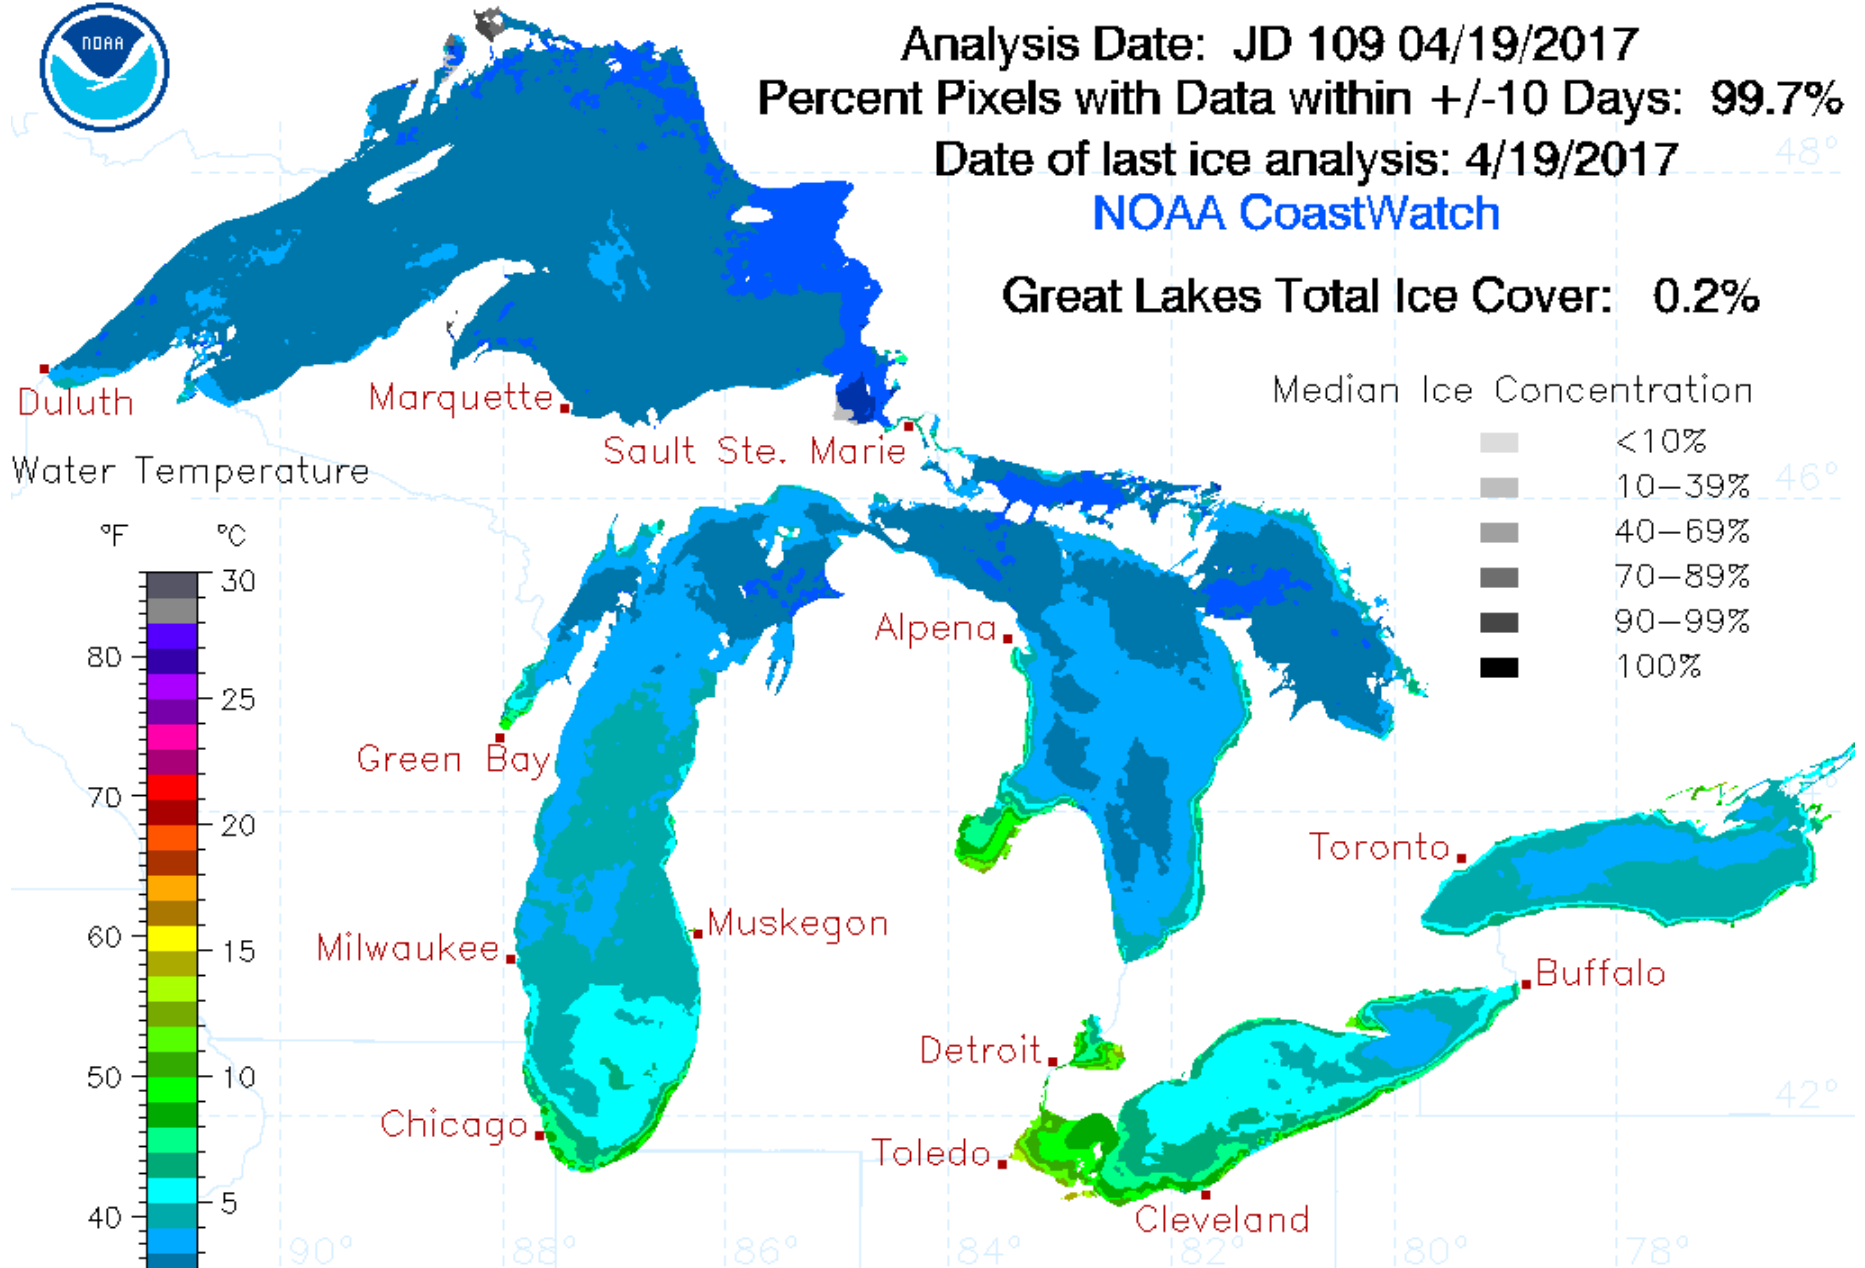 NOAA
Analysis Date: JD 109 04/19/2017
Percent Pixels with Data within +/-10 Days: 99.7%
Date of last ice analysis: 4/19/2017
NOAA CoastWatch
Great Lakes Total Ice Cover: 0.2%
48°
Median Ice Concentration
<10%
10–39%
40–69%
70–89%
90–99%
100%
46°
Duluth
Marquette
Sault Ste. Marie
Water Temperature
°F °C
30
80
25
70
20
60
15
50
10
40
5
Alpena
Green Bay
Toronto
Muskegon
Milwaukee
Buffalo
Detroit
42°
Chicago
Toledo
Cleveland
90° 88° 86° 84° 82° 80° 78°